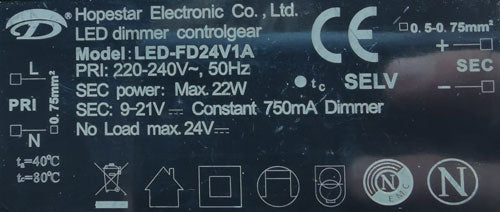 Hopestar Electronic Co., Ltd.
LED dimmer controlgear
Model: LED-FD24V1A
PRI: 220-240V~, 50Hz
SEC power: Max. 22W
SEC: 9-21V⎓ Constant 750mA Dimmer
No Load max. 24V⎓
L
PRI
N
0.75mm²
ta=40℃
tc=80℃
CE
tc
SELV
0.5-0.75mm²
+
SEC
-
N
EMC
N